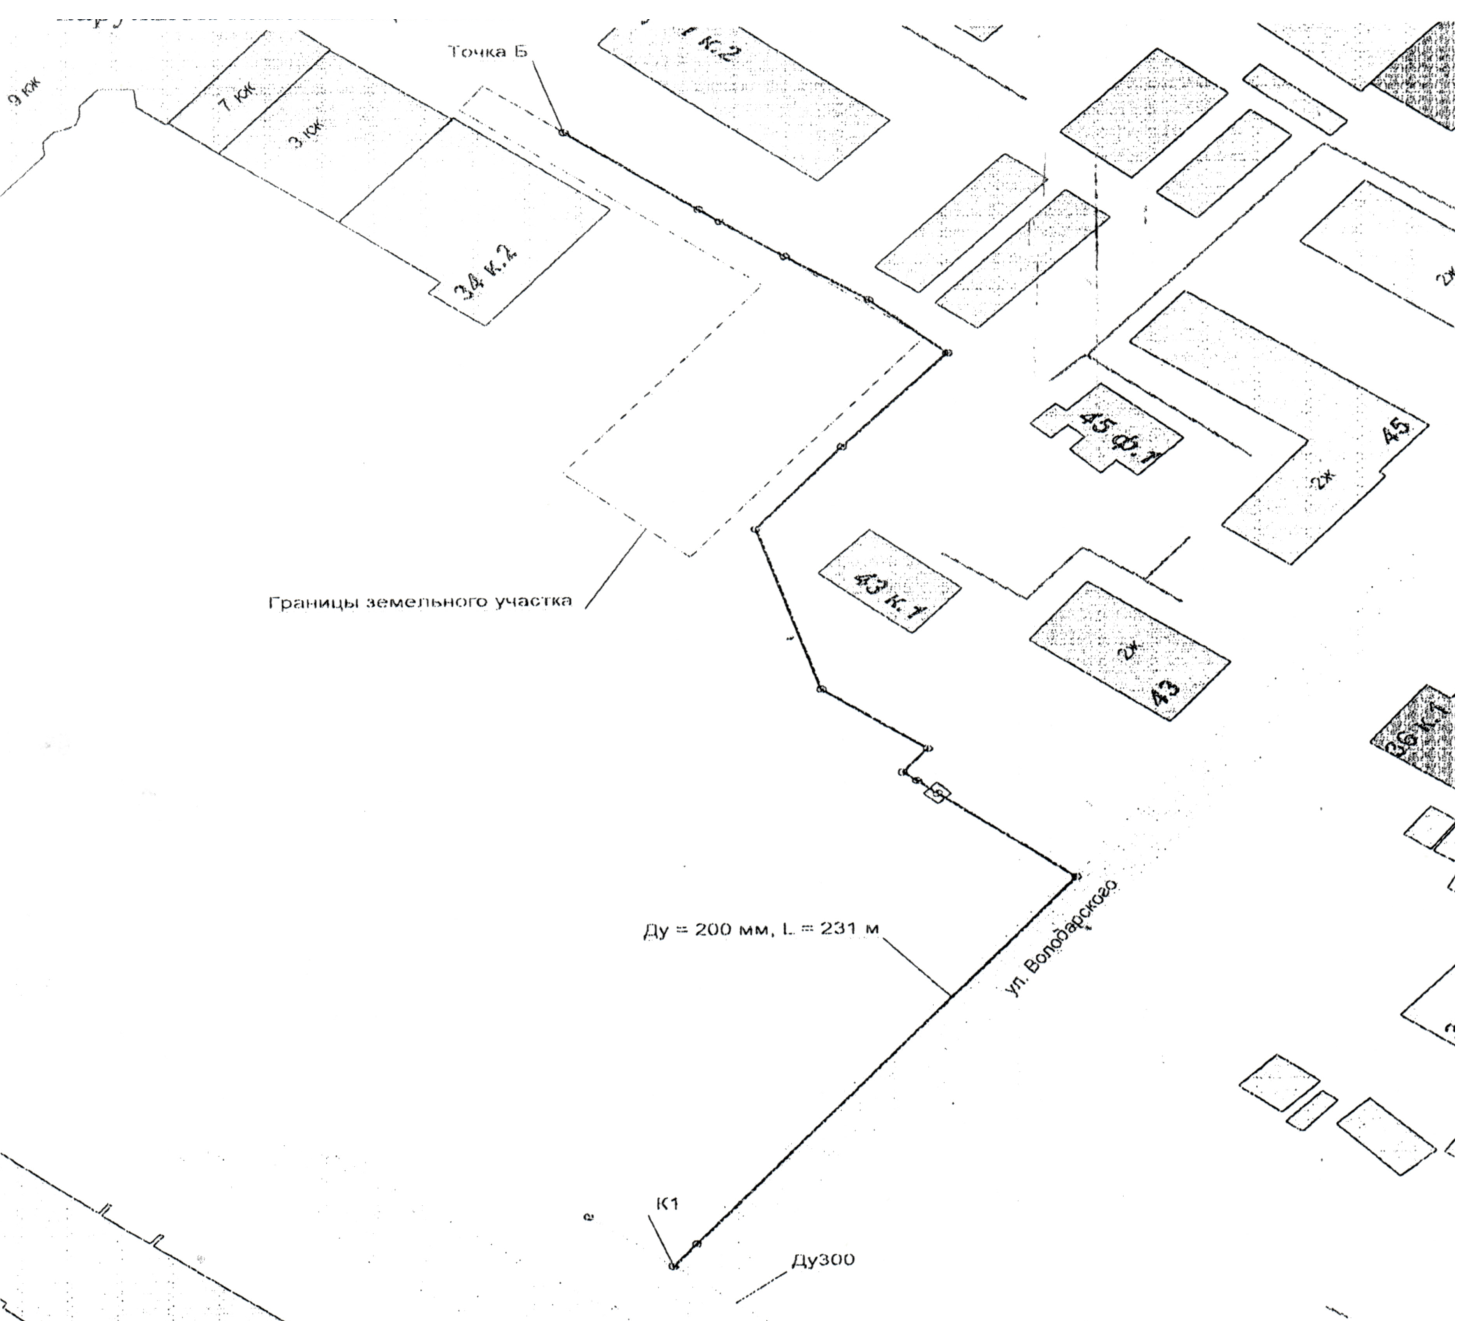 Точка Б
1 к.2
9 кж
7 кж
3 кж
34 к.2
2ж
45 ф.1
45
2ж
43 к.1
Границы земельного участка
2ж
43
36 к.1
Ду = 200 мм, L = 231 м
ул. Володарского
К1
Ду300